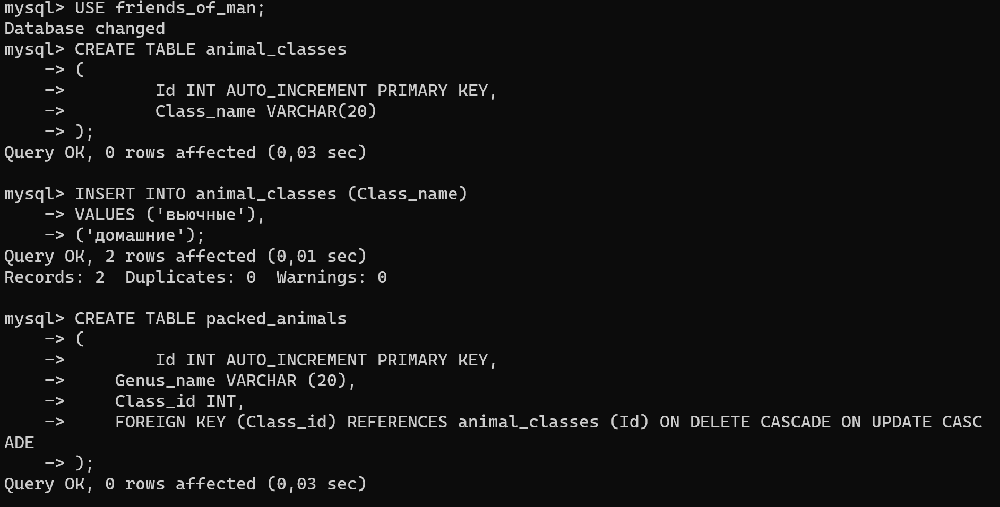 mysql> USE friends_of_man;
Database changed
mysql> CREATE TABLE animal_classes
    -> (
    ->         Id INT AUTO_INCREMENT PRIMARY KEY,
    ->         Class_name VARCHAR(20)
    -> );
Query OK, 0 rows affected (0,03 sec)

mysql> INSERT INTO animal_classes (Class_name)
    -> VALUES ('вьючные'),
    -> ('домашние');
Query OK, 2 rows affected (0,01 sec)
Records: 2  Duplicates: 0  Warnings: 0

mysql> CREATE TABLE packed_animals
    -> (
    ->         Id INT AUTO_INCREMENT PRIMARY KEY,
    ->     Genus_name VARCHAR (20),
    ->     Class_id INT,
    ->     FOREIGN KEY (Class_id) REFERENCES animal_classes (Id) ON DELETE CASCADE ON UPDATE CASC
ADE
    -> );
Query OK, 0 rows affected (0,03 sec)